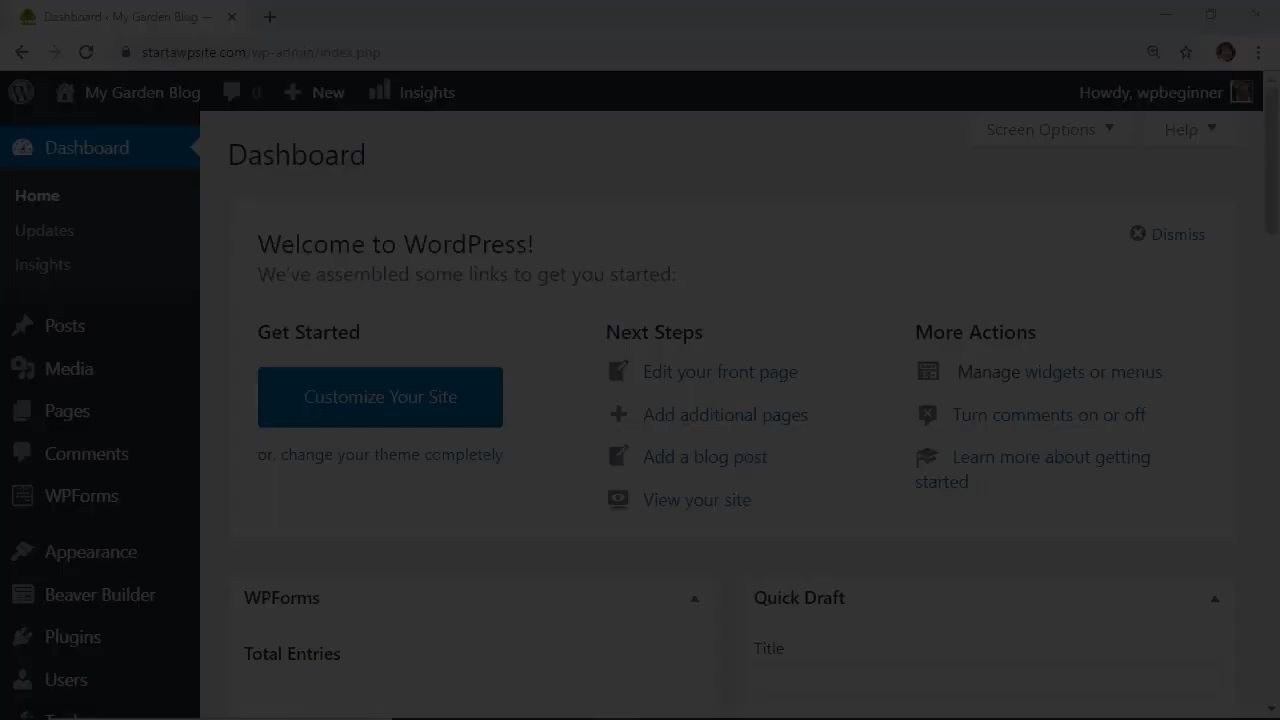 Dashboard ‹ My Garden Blog —
startawpsite.com/wp-admin/index.php
My Garden Blog 0 New Insights Howdy, wpbeginner
Screen Options Help
Dashboard
Home
Updates
Insights
Posts
Media
Pages
Comments
WPForms
Appearance
Beaver Builder
Plugins
Users
Dashboard
Welcome to WordPress!
We've assembled some links to get you started:
Dismiss
Get Started
Customize Your Site
or, change your theme completely
Next Steps
Edit your front page
Add additional pages
Add a blog post
View your site
More Actions
Manage widgets or menus
Turn comments on or off
Learn more about getting
started
WPForms
Total Entries
Quick Draft
Title